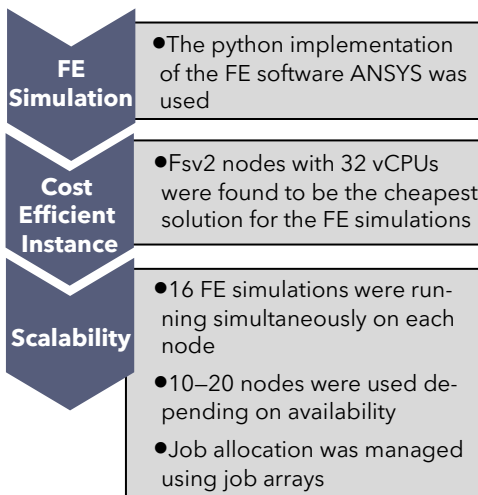 FE
Simulation
●The python implementation
of the FE software ANSYS was
used
Cost
Efficient
Instance
●Fsv2 nodes with 32 vCPUs
were found to be the cheapest
solution for the FE simulations
Scalability
●16 FE simulations were run-
ning simultaneously on each
node
●10–20 nodes were used de-
pending on availability
●Job allocation was managed
using job arrays